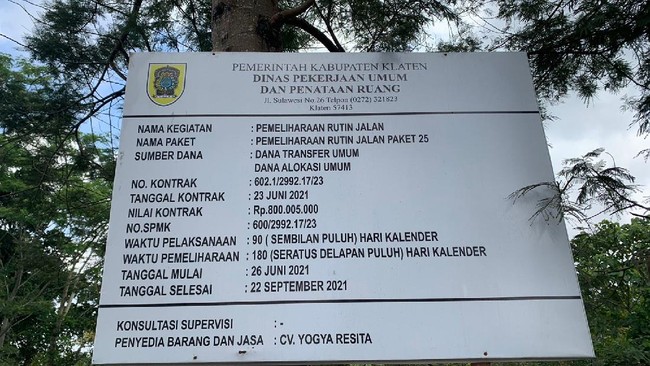 PEMERINTAH KABUPATEN KLATEN
DINAS PEKERJAAN UMUM
DAN PENATAAN RUANG
Jl. Sulawesi No.26 Telpon (0272) 321823
Klaten 57413
NAMA KEGIATAN : PEMELIHARAAN RUTIN JALAN
NAMA PAKET : PEMELIHARAAN RUTIN JALAN PAKET 25
SUMBER DANA : DANA TRANSFER UMUM
DANA ALOKASI UMUM
NO. KONTRAK : 602.1/2992.17/23
TANGGAL KONTRAK : 23 JUNI 2021
NILAI KONTRAK : Rp.800.005.000
NO.SPMK : 600/2992.17/23
WAKTU PELAKSANAAN : 90 ( SEMBILAN PULUH) HARI KALENDER
WAKTU PEMELIHARAAN : 180 (SERATUS DELAPAN PULUH) HARI KALENDER
TANGGAL MULAI : 26 JUNI 2021
TANGGAL SELESAI : 22 SEPTEMBER 2021
KONSULTASI SUPERVISI : -
PENYEDIA BARANG DAN JASA : CV. YOGYA RESITA